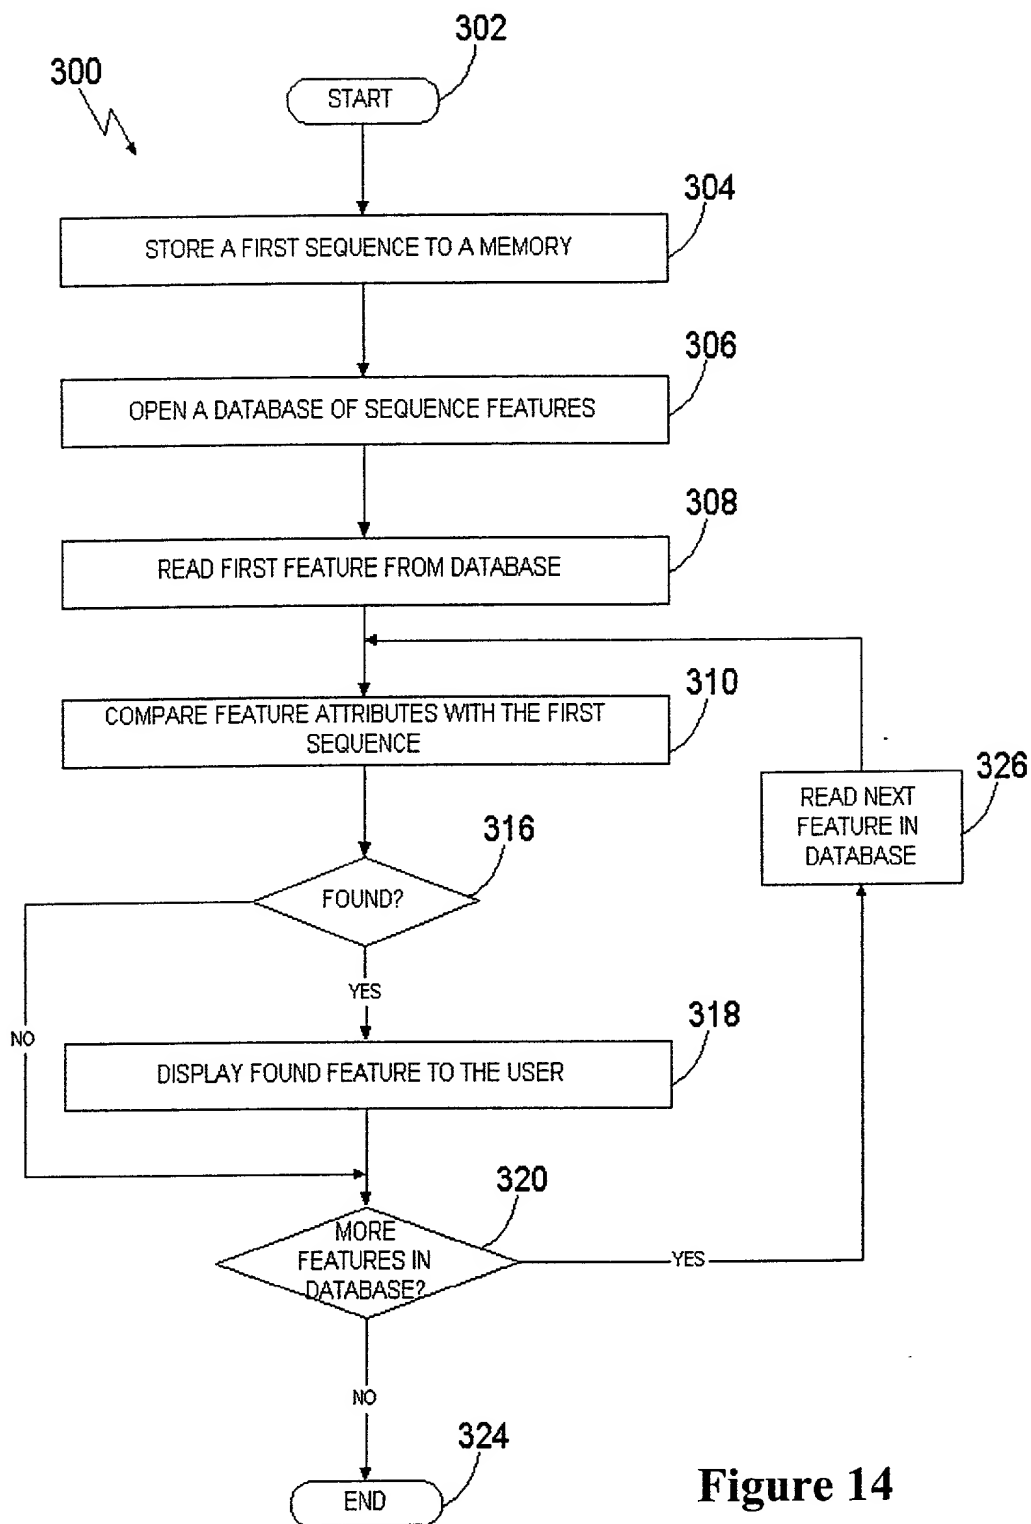 302
300
START
304
STORE A FIRST SEQUENCE TO A MEMORY
306
OPEN A DATABASE OF SEQUENCE FEATURES
308
READ FIRST FEATURE FROM DATABASE
310
COMPARE FEATURE ATTRIBUTES WITH THE FIRST
SEQUENCE
326
READ NEXT
FEATURE IN
DATABASE
316
FOUND?
YES
NO
318
DISPLAY FOUND FEATURE TO THE USER
320
MORE
FEATURES IN
DATABASE?
YES
NO
324
END
Figure 14